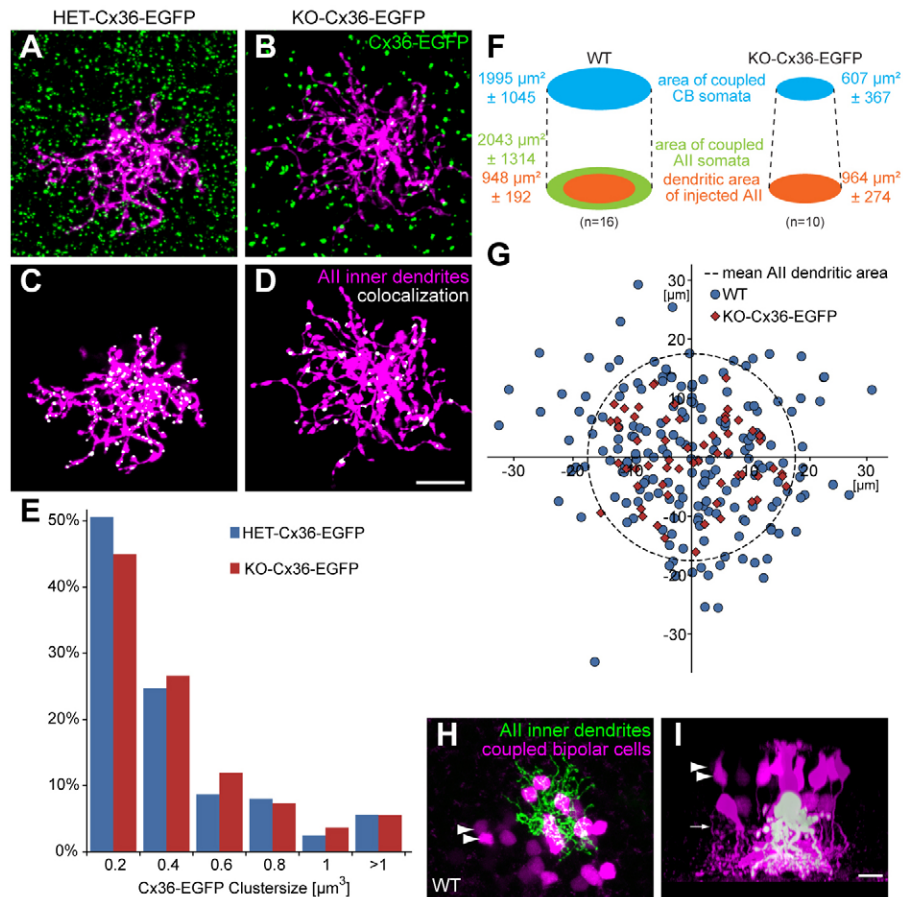 HET-Cx36-EGFP
KO-Cx36-EGFP
A
B
Cx36-EGFP
C
D
AII inner dendrites
colocalization
E
50%
40%
30%
20%
10%
0%
HET-Cx36-EGFP
KO-Cx36-EGFP
0.2
0.4
0.6
0.8
1
>1
Cx36-EGFP Clustersize [µm³]
F
WT
KO-Cx36-EGFP
1995 µm²
± 1045
area of coupled
CB somata
607 µm²
± 367
2043 µm²
± 1314
area of coupled
AII somata
948 µm²
± 192
dendritic area
of injected AII
964 µm²
± 274
(n=16)
(n=10)
G
30
[µm]
20
10
-10
-20
-30
-30
-20
-10
10
20
30
[µm]
mean AII dendritic area
WT
KO-Cx36-EGFP
H
AII inner dendrites
coupled bipolar cells
WT
I